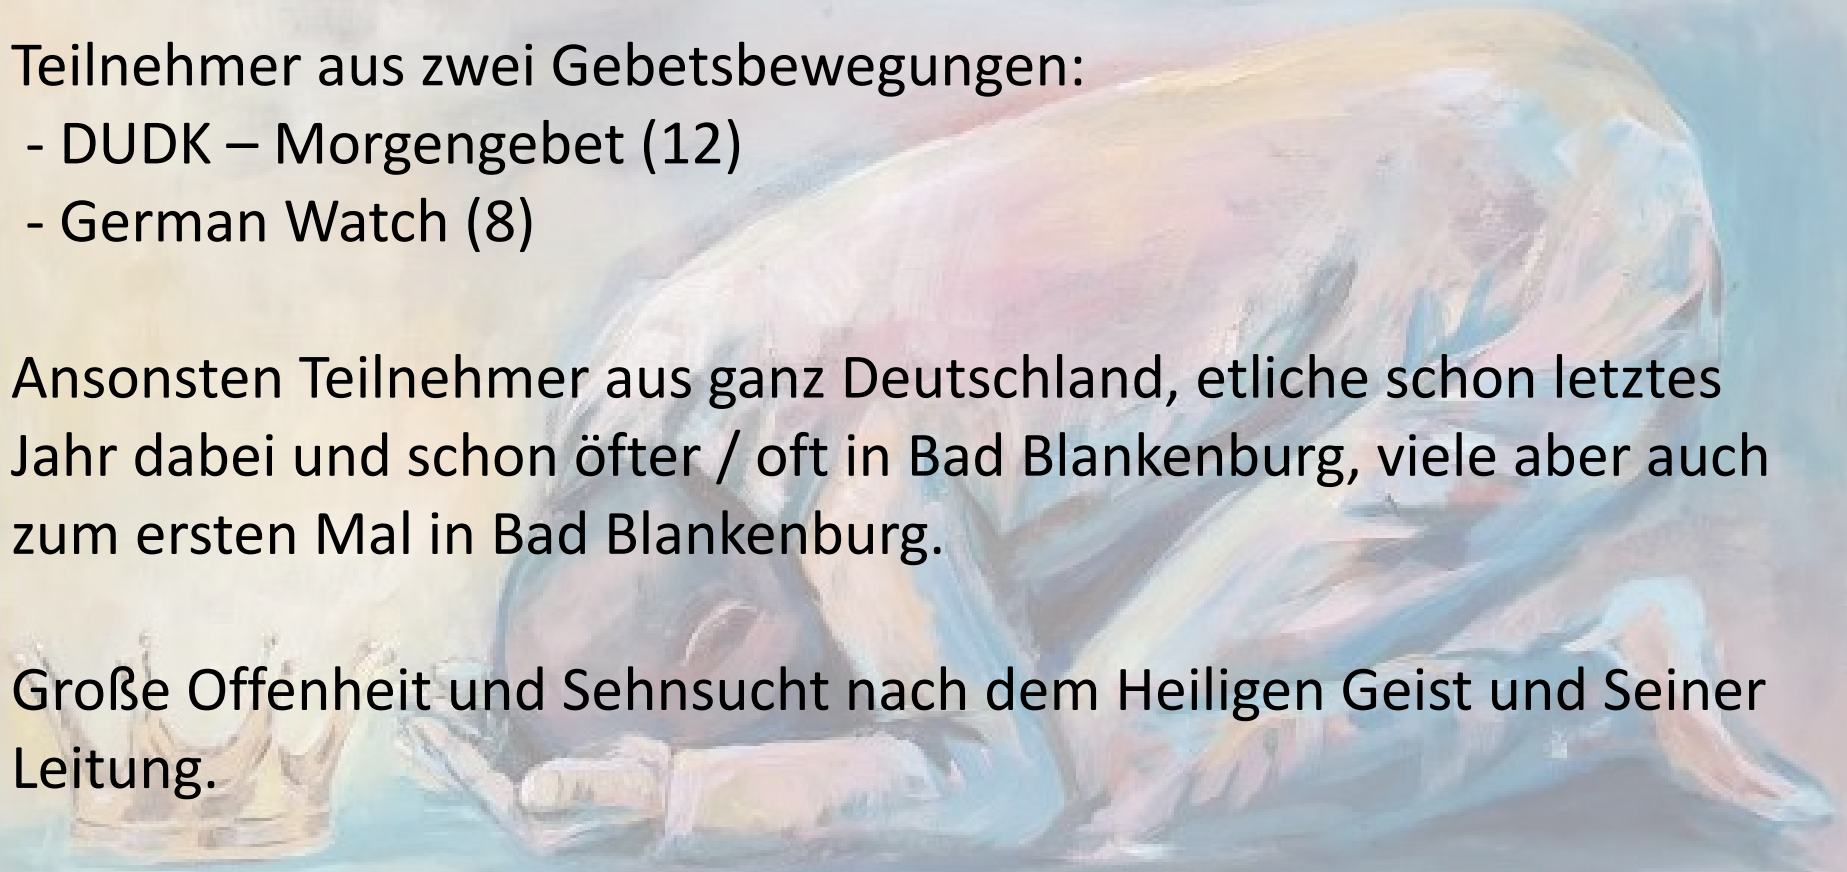 Teilnehmer aus zwei Gebetsbewegungen:
- DUDK – Morgengebet (12)
- German Watch (8)
Ansonsten Teilnehmer aus ganz Deutschland, etliche schon letztes
Jahr dabei und schon öfter / oft in Bad Blankenburg, viele aber auch
zum ersten Mal in Bad Blankenburg.
Große Offenheit und Sehnsucht nach dem Heiligen Geist und Seiner
Leitung.